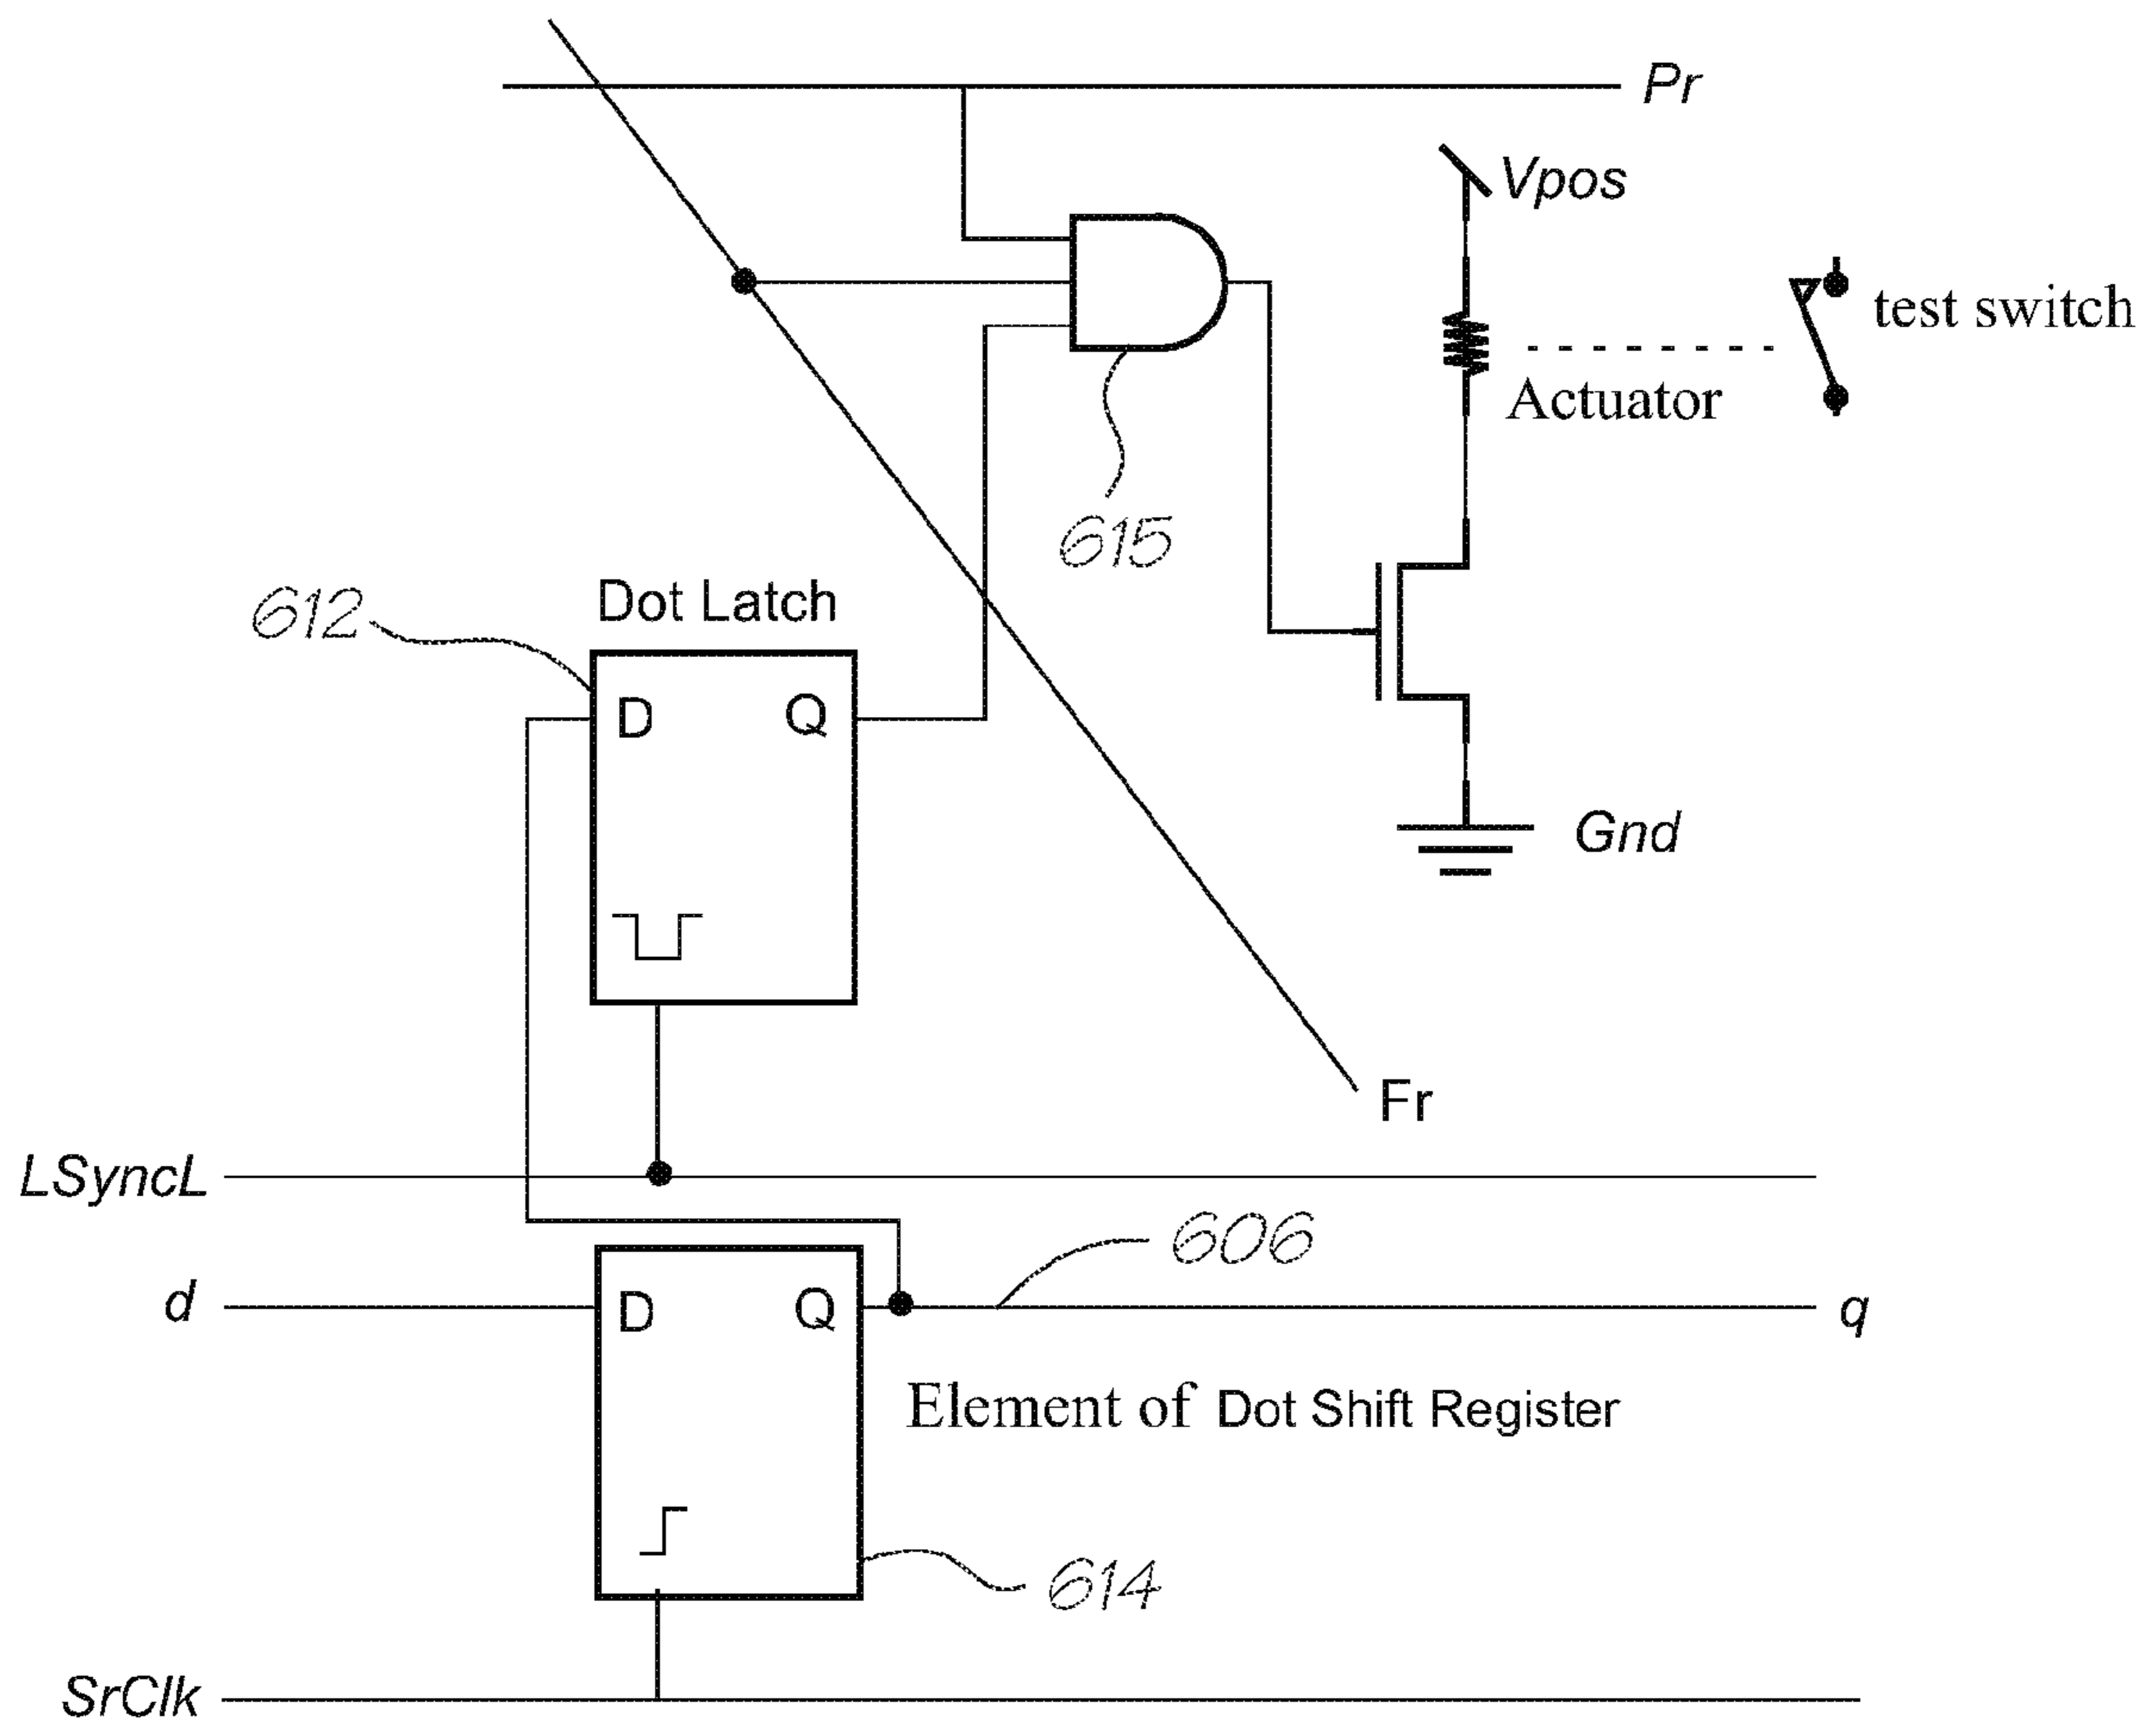 Pr
Vpos
test switch
Actuator
615
612
Dot Latch
D Q
Gnd
Fr
LSyncL
606
d
D Q
q
Element of Dot Shift Register
614
SrClk